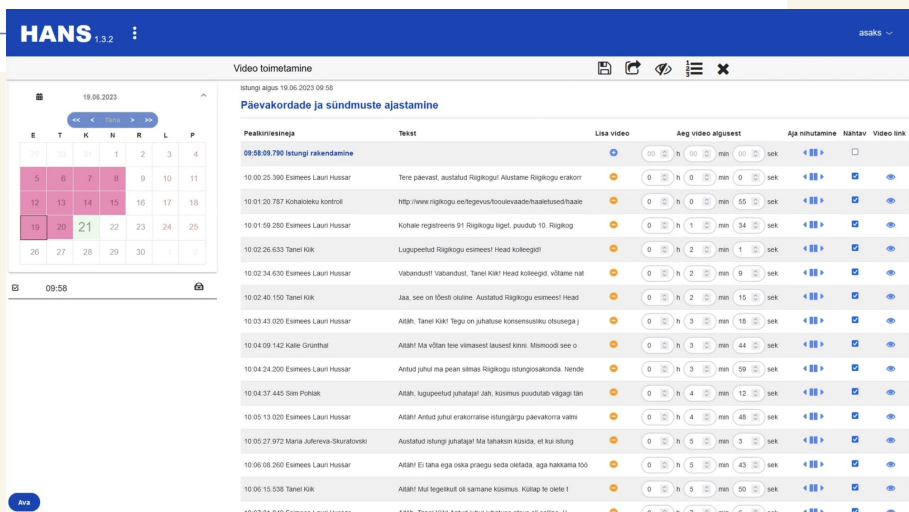 HANS 1.3.2
asaks
Video toimetamine
Istungi algus 19.06.2023 09:58
Päevakordade ja sündmuste ajastamine
19.06.2023
<< < Täna > >>
E T K N R L P
29 30 31 1 2 3 4
5 6 7 8 9 10 11
12 13 14 15 16 17 18
19 20 21 22 23 24 25
26 27 28 29 30 1 2
09:58
Pealkiri/esineja Tekst Lisa video Aeg video algusest Aja nihutamine Nähtav Video link
09:58:09.790 Istungi rakendamine 00 h 00 min 00 sek
10:00:25.390 Esimees Lauri Hussar Tere päevast, austatud Riigikogu! Alustame Riigikogu erakorr 0 h 0 min 0 sek
10:01:20.787 Kohaloleku kontroll http://www.riigikogu.ee/tegevus/tooulevaade/haaletused/haale 0 h 0 min 55 sek
10:01:59.280 Esimees Lauri Hussar Kohale registreeris 91 Riigikogu liiget, puudub 10. Riigikog 0 h 1 min 34 sek
10:02:26.633 Tanel Kiik Lugupeetud Riigikogu esimees! Head kolleegid! 0 h 2 min 1 sek
10:02:34.630 Esimees Lauri Hussar Vabandust! Vabandust, Tanel Kiik! Head kolleegid, võtame nat 0 h 2 min 9 sek
10:02:40.150 Tanel Kiik Jaa, see on tõesti oluline. Austatud Riigikogu esimees! Head 0 h 2 min 15 sek
10:03:43.020 Esimees Lauri Hussar Aitäh, Tanel Kiik! Tegu on juhatuse konsensusliku otsusega j 0 h 3 min 18 sek
10:04:09.142 Kalle Grünthal Aitäh! Ma võtan teie viimasest lausest kinni. Mismoodi see o 0 h 3 min 44 sek
10:04:24.200 Esimees Lauri Hussar Antud juhul ma pean silmas Riigikogu istungiosakonda. Nende 0 h 3 min 59 sek
10:04:37.445 Siim Pohlak Aitäh, lugupeetud juhataja! Jah, küsimus puudutab vägagi tän 0 h 4 min 12 sek
10:05:13.020 Esimees Lauri Hussar Aitäh! Antud juhul erakorralise istungjärgu päevakorra valmi 0 h 4 min 48 sek
10:05:27.972 Maria Jufereva-Skuratovski Austatud istungi juhataja! Ma tahaksin küsida, et kui istung 0 h 5 min 3 sek
10:06:08.260 Esimees Lauri Hussar Aitäh! Ei taha ega oska praegu seda oletada, aga hakkama töö 0 h 5 min 43 sek
10:06:15.538 Tanel Kiik Aitäh! Mul tegelikult oli sarnane küsimus. Küllap te olete t 0 h 5 min 50 sek
Ava